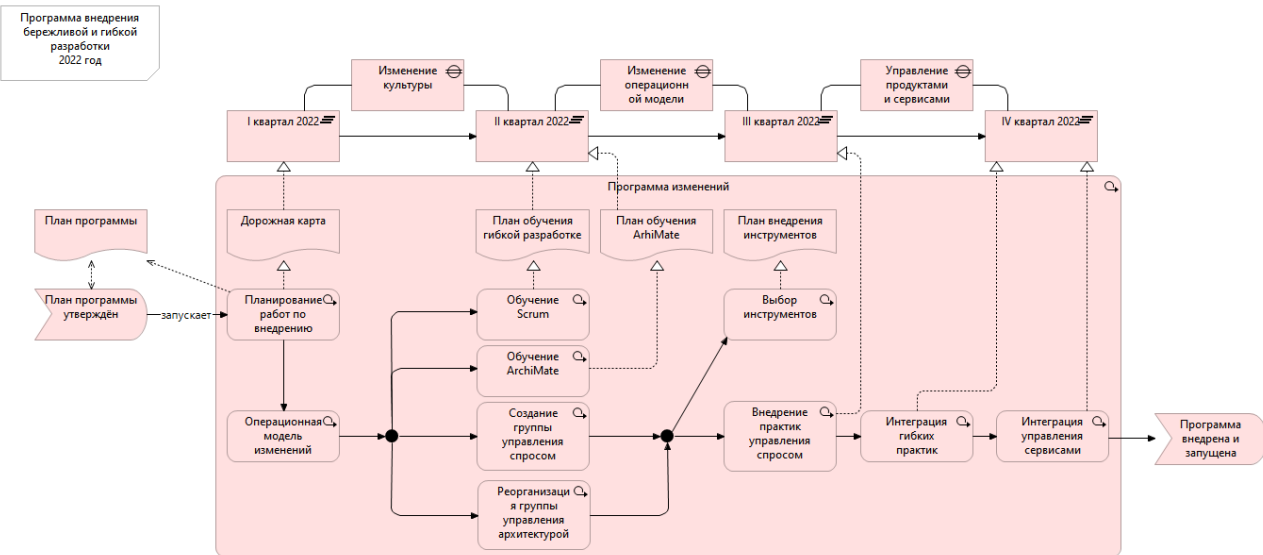 Программа внедрения
бережливой и гибкой
разработки
2022 год
Изменение
культуры
Изменение
операционн
ой модели
Управление
продуктами
и сервисами
I квартал 2022
II квартал 2022
III квартал 2022
IV квартал 2022
Программа изменений
План программы
Дорожная карта
План обучения
гибкой разработке
План обучения
ArhiMate
План внедрения
инструментов
План программы
утверждён
запускает
Планирование
работ по
внедрению
Обучение
Scrum
Выбор
инструментов
Обучение
ArchiMate
Операционная
модель
изменений
Создание
группы
управления
спросом
Внедрение
практик
управления
спросом
Интеграция
гибких
практик
Интеграция
управления
сервисами
Программа
внедрена и
запущена
Реорганизаци
я группы
управления
архитектурой